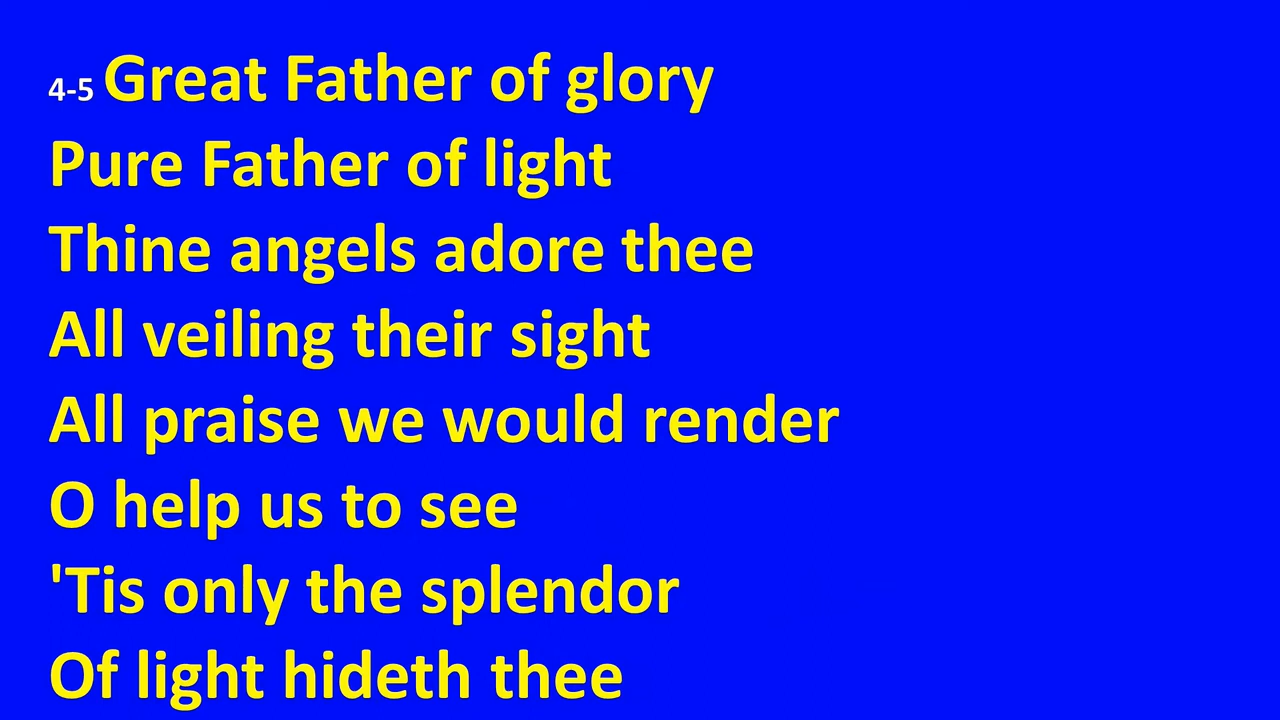 4-5 Great Father of glory
Pure Father of light
Thine angels adore thee
All veiling their sight
All praise we would render
O help us to see
'Tis only the splendor
Of light hideth thee